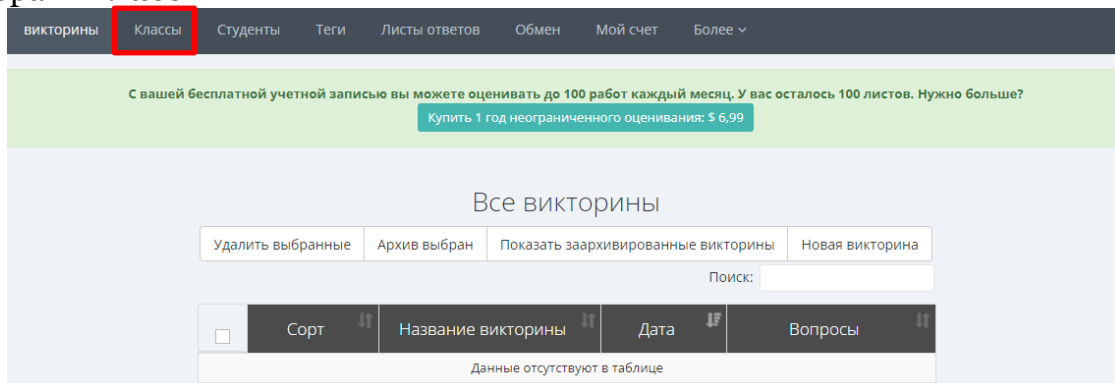 викторины Классы Студенты Теги Листы ответов Обмен Мой счет Более
С вашей бесплатной учетной записью вы можете оценивать до 100 работ каждый месяц. У вас осталось 100 листов. Нужно больше?
Купить 1 год неограниченного оценивания: $ 6,99
Все викторины
Удалить выбранные Архив выбран Показать заархивированные викторины Новая викторина
Поиск:
Сорт Название викторины Дата Вопросы
Данные отсутствуют в таблице